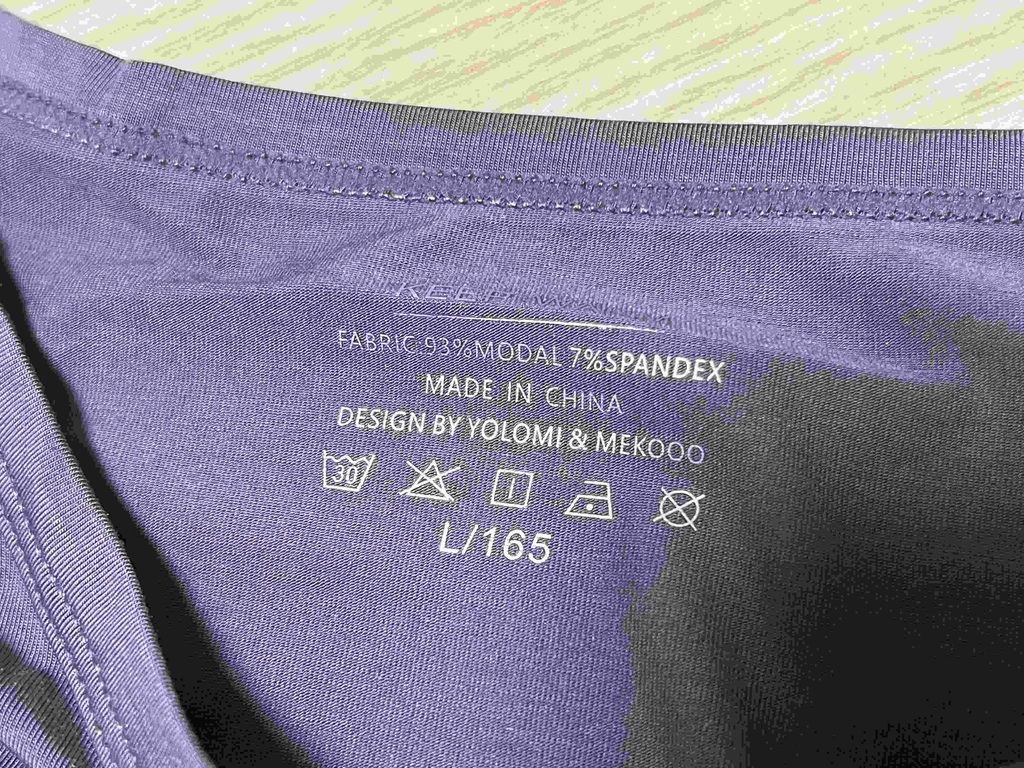 FABRIC:93%MODAL 7%SPANDEX
MADE IN CHINA
DESIGN BY YOLOMI & MEKOOO
30
L/165